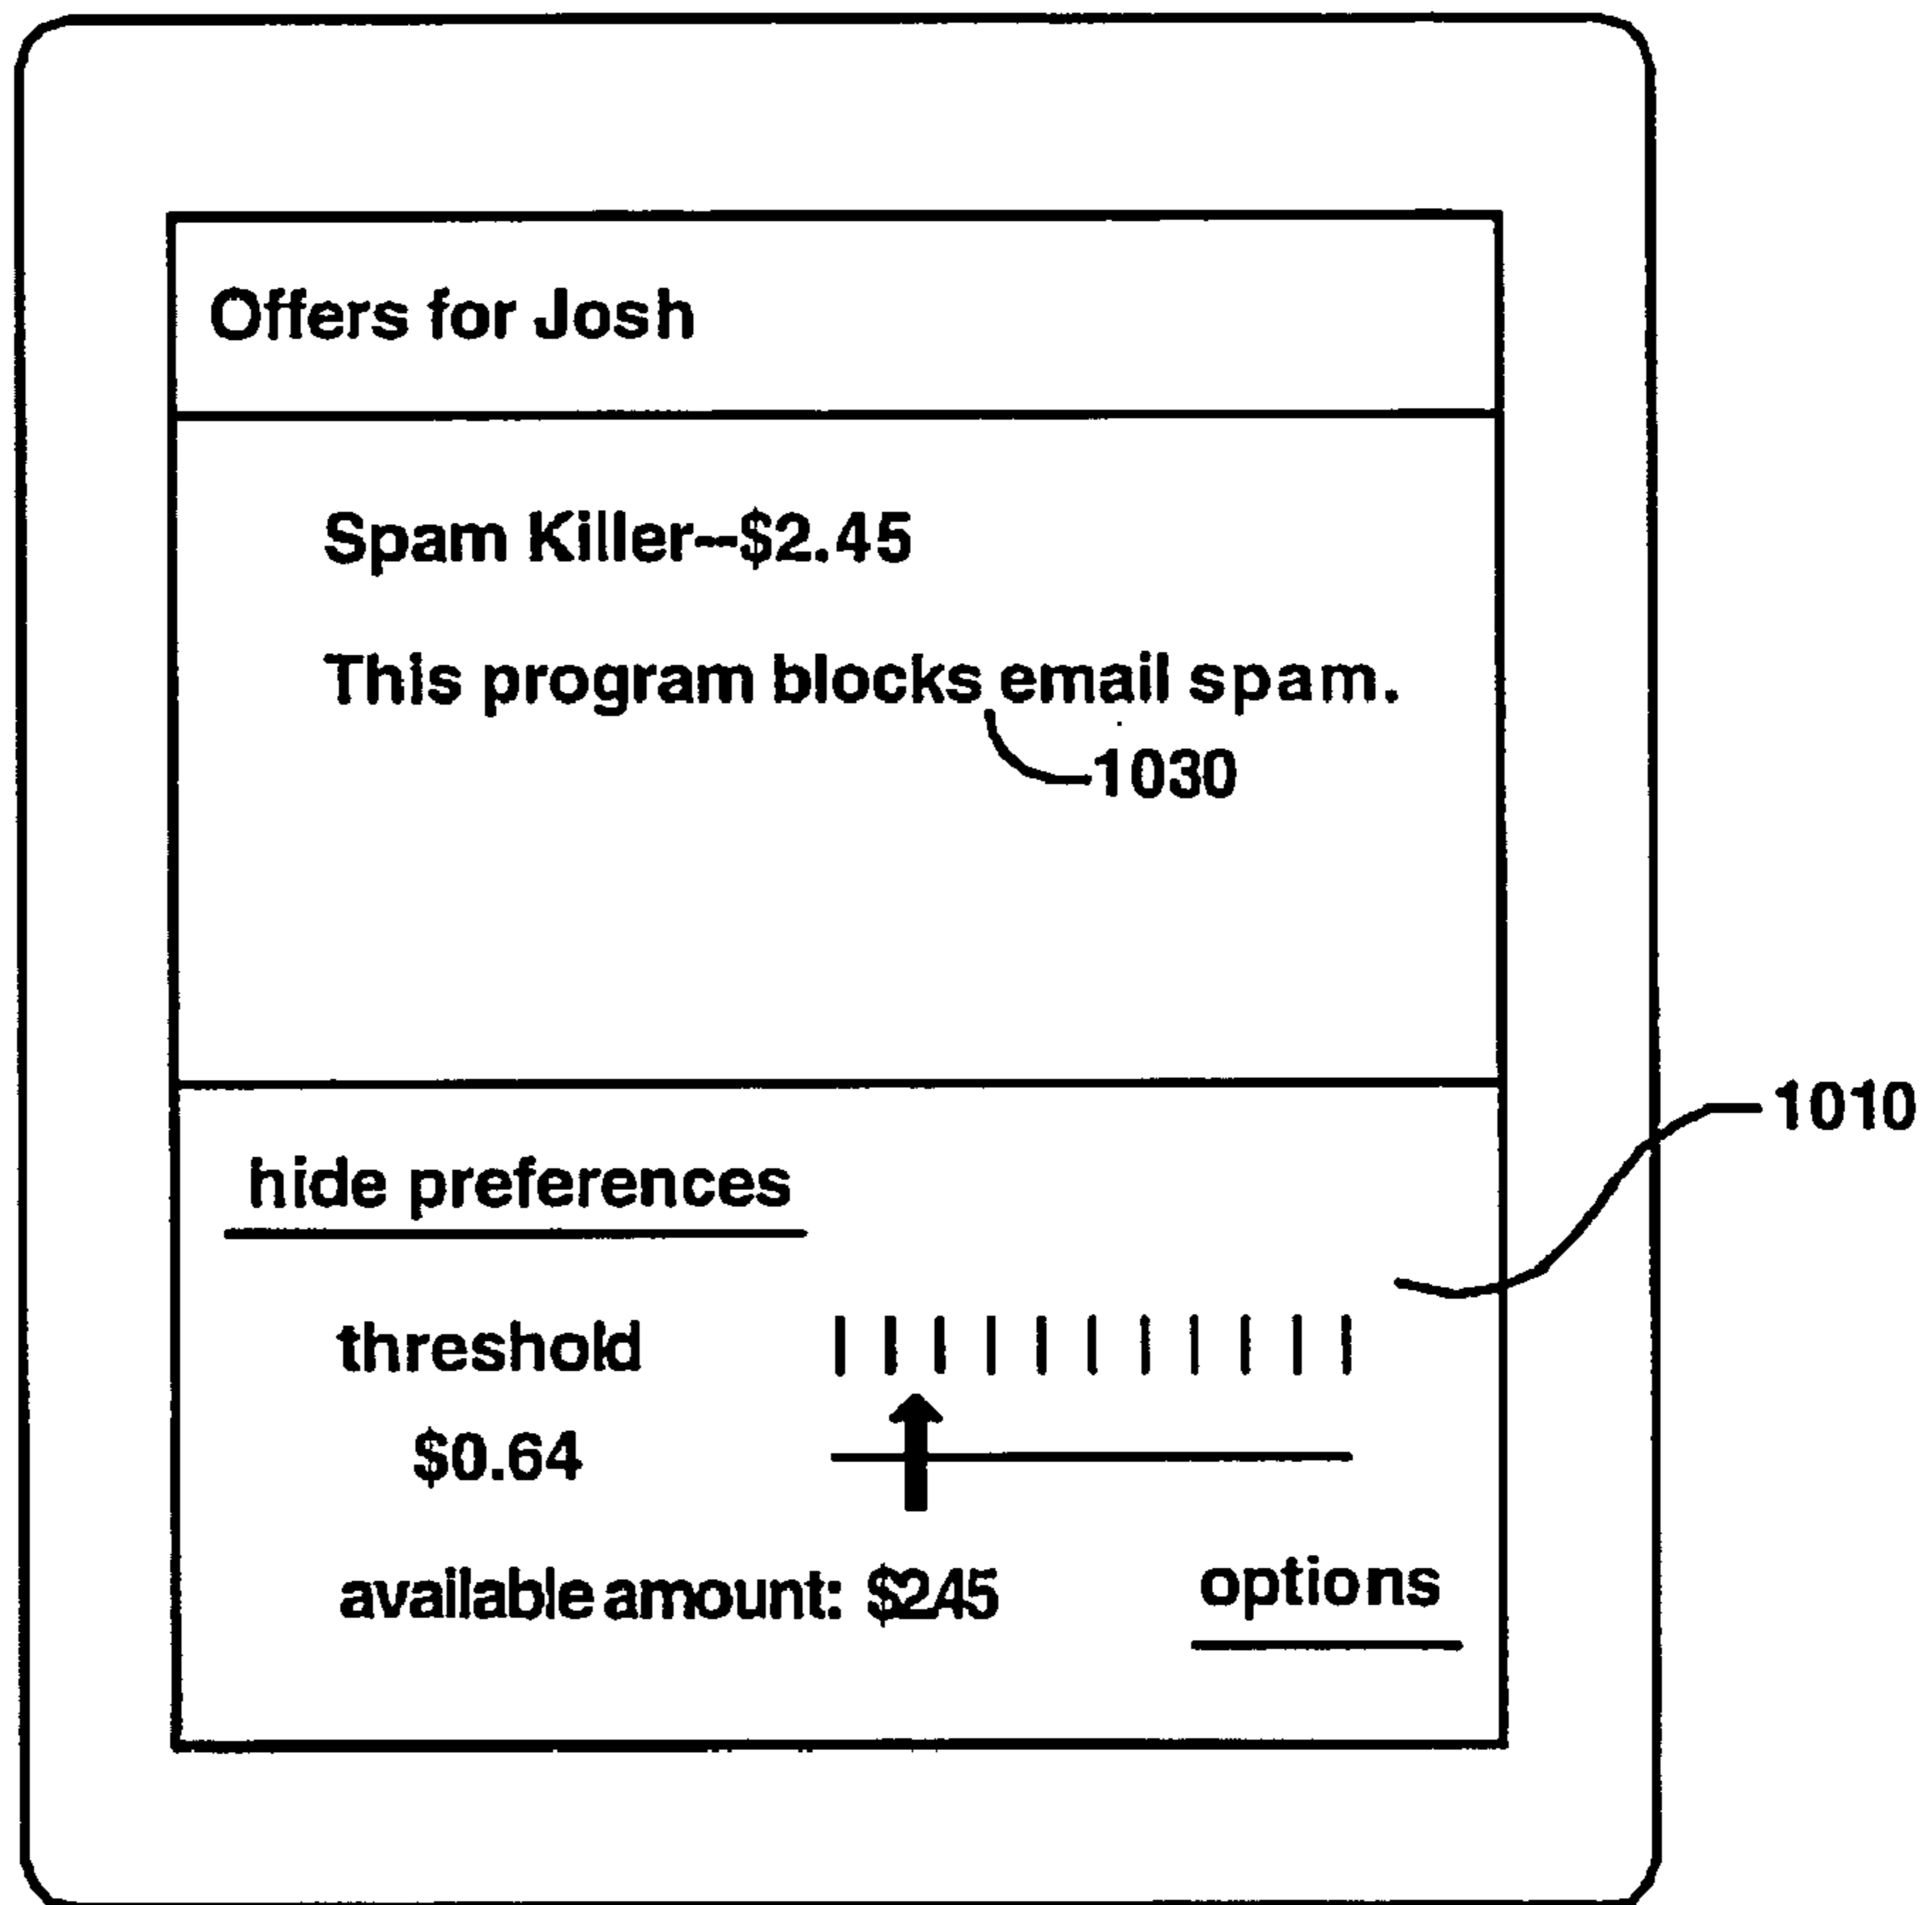 Offers for Josh
Spam Killer--$2.45
This program blocks email spam.
1030
1010
hide preferences
threshold
$0.64
available amount: $245
options